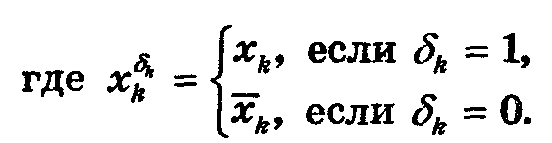 где $x_k^{\delta_k} = \begin{cases} x_k, \text{ если } \delta_k = 1, \\ \overline{x}_k, \text{ если } \delta_k = 0. \end{cases}$